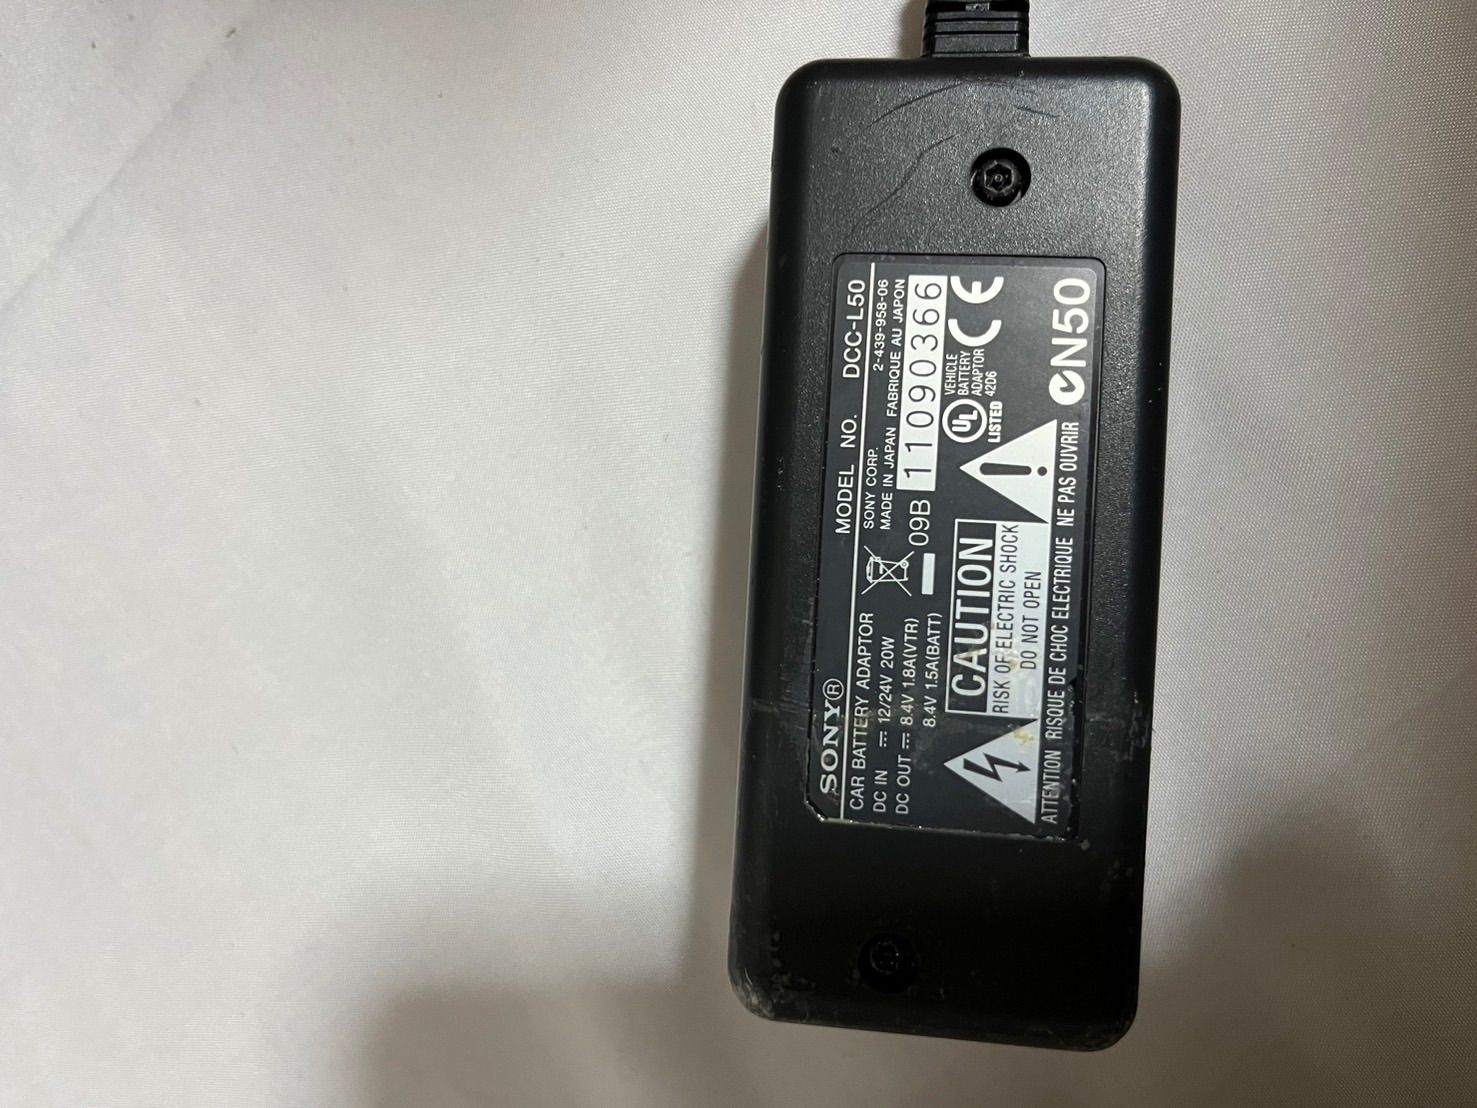 SONY®
MODEL NO. DCC-L50
CAR BATTERY ADAPTOR
DC IN ⎓ 12/24V 20W
DC OUT ⎓ 8.4V 1.8A(VTR)
8.4V 1.5A(BATT)
SONY CORP. 2-439-958-06
MADE IN JAPAN FABRIQUE AU JAPON
09B 11090366
CAUTION
RISK OF ELECTRIC SHOCK
DO NOT OPEN
ATTENTION RISQUE DE CHOC ELECTRIQUE NE PAS OUVRIR
UL
LISTED
VEHICLE
BATTERY
ADAPTOR
42D6
CE
N50